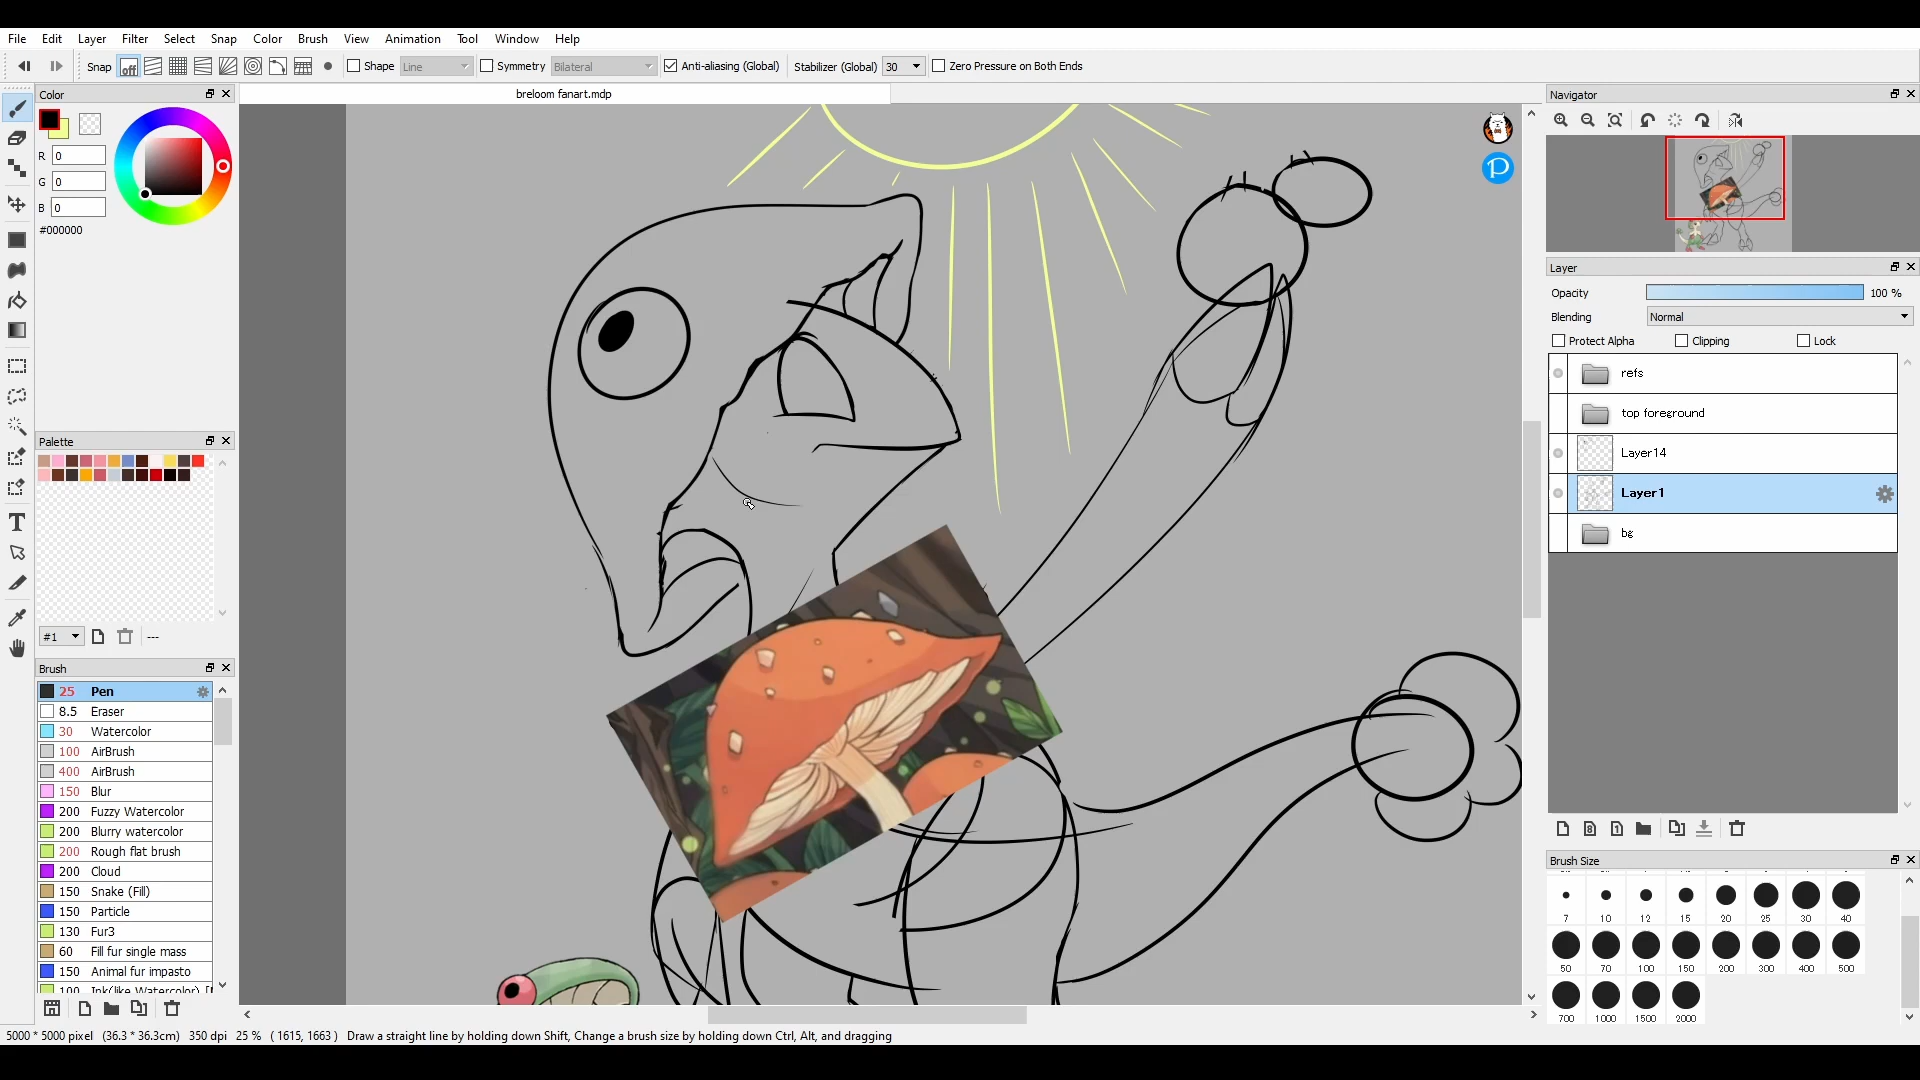 File Edit Layer Filter Select Snap Color Brush View Animation Tool Window Help
Snap off Shape Line Symmetry Bilateral Anti-aliasing (Global) Stabilizer (Global) 30 Zero Pressure on Both Ends
Color
breloom fanart.mdp
R 0
G 0
B 0
#000000
Palette
#1 ---
Brush
25 Pen
8.5 Eraser
30 Watercolor
100 AirBrush
400 AirBrush
150 Blur
200 Fuzzy Watercolor
200 Blurry watercolor
200 Rough flat brush
200 Cloud
150 Snake (Fill)
150 Particle
130 Fur3
60 Fill fur single mass
150 Animal fur impasto
100 Ink(like Watercolor)
P
Navigator
Layer
Opacity 100 %
Blending Normal
Protect Alpha Clipping Lock
refs
top foreground
Layer14
Layer1
bg
8 1
Brush Size
7 10 12 15 20 25 30 40
50 70 100 150 200 300 400 500
700 1000 1500 2000
5000 * 5000 pixel (36.3 * 36.3cm) 350 dpi 25 % ( 1615, 1663 ) Draw a straight line by holding down Shift, Change a brush size by holding down Ctrl, Alt, and dragging